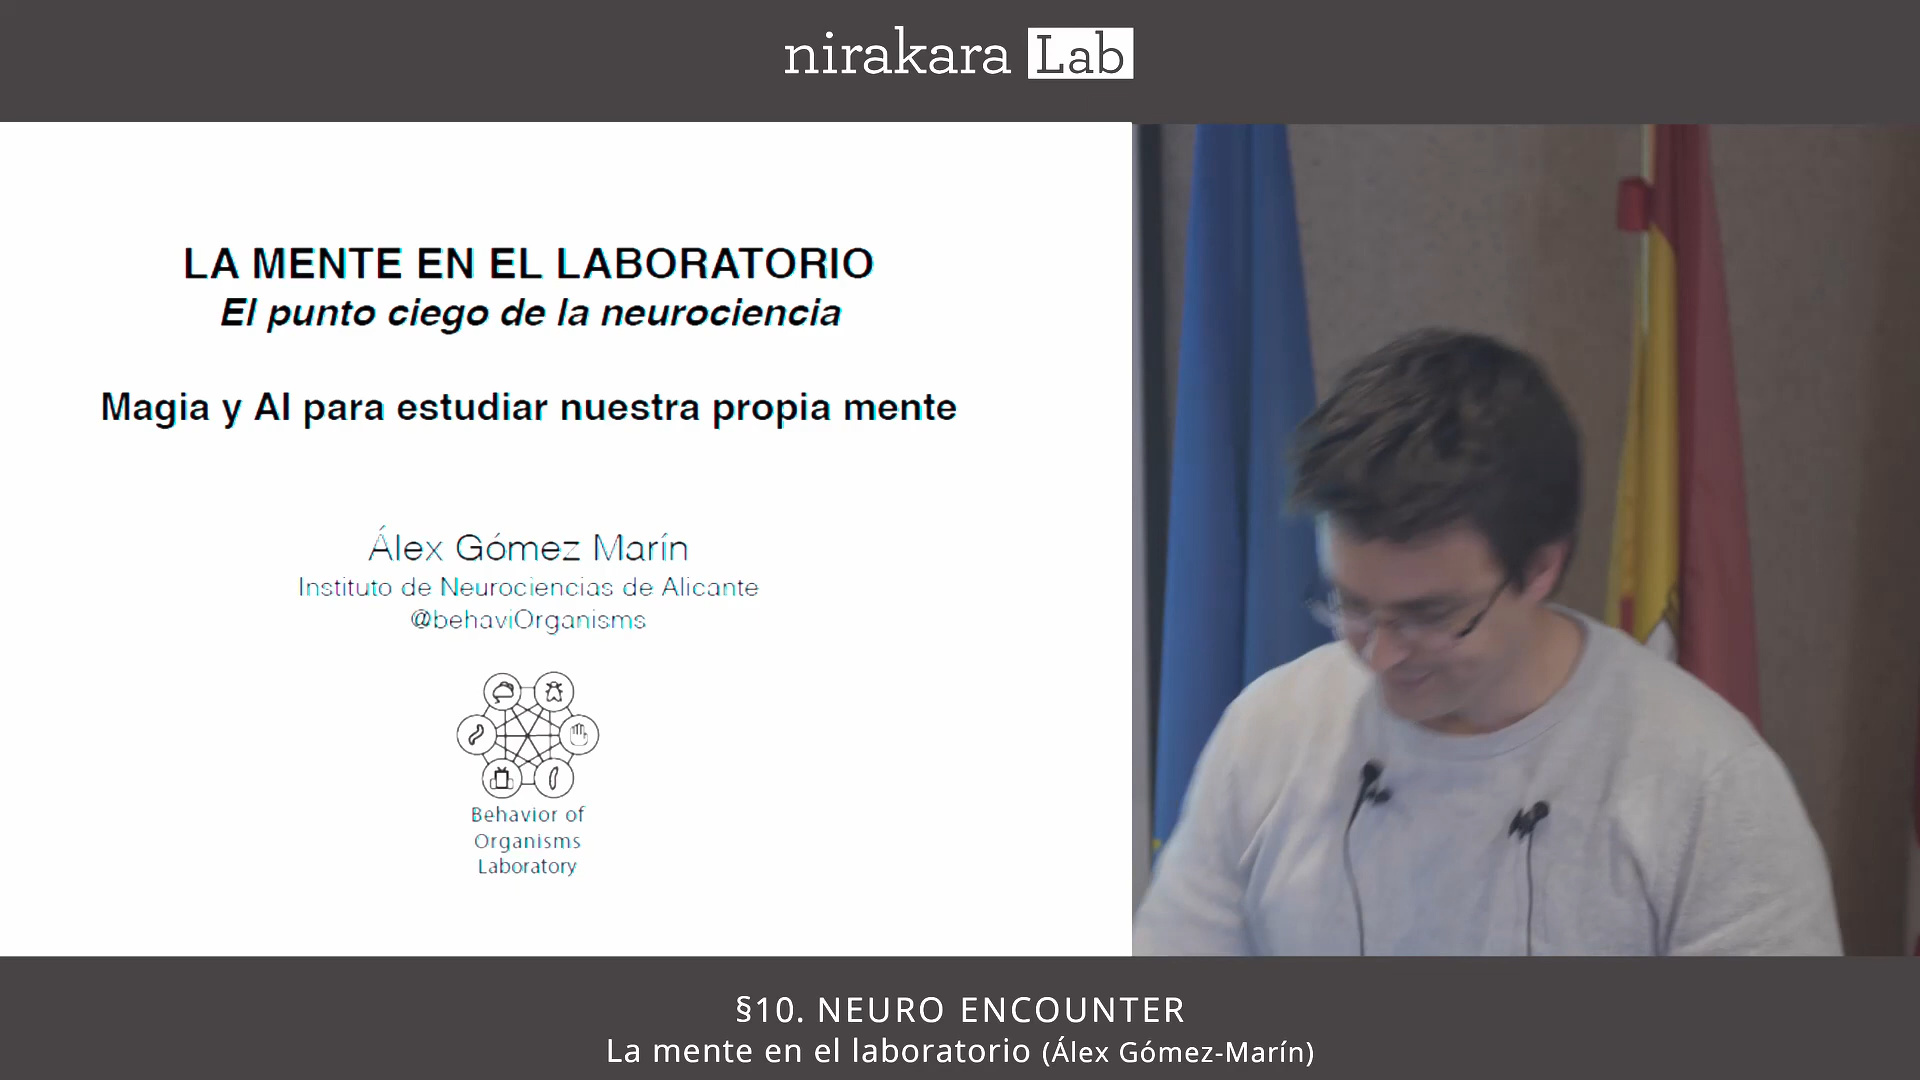 nirakara Lab
LA MENTE EN EL LABORATORIO
El punto ciego de la neurociencia
Magia y AI para estudiar nuestra propia mente
Álex Gómez Marín
Instituto de Neurociencias de Alicante
@behaviOrganisms
Behavior of
Organisms
Laboratory
§10. NEURO ENCOUNTER
La mente en el laboratorio (Álex Gómez-Marín)